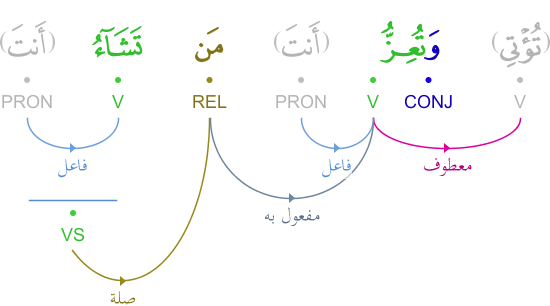 (تُؤْتِي) وَتُعِزُّ (أَنتَ) مَن تَشَآءُ (أَنتَ)
V CONJ V PRON REL V PRON
معطوف فاعل فاعل
مفعول به
VS
صلة